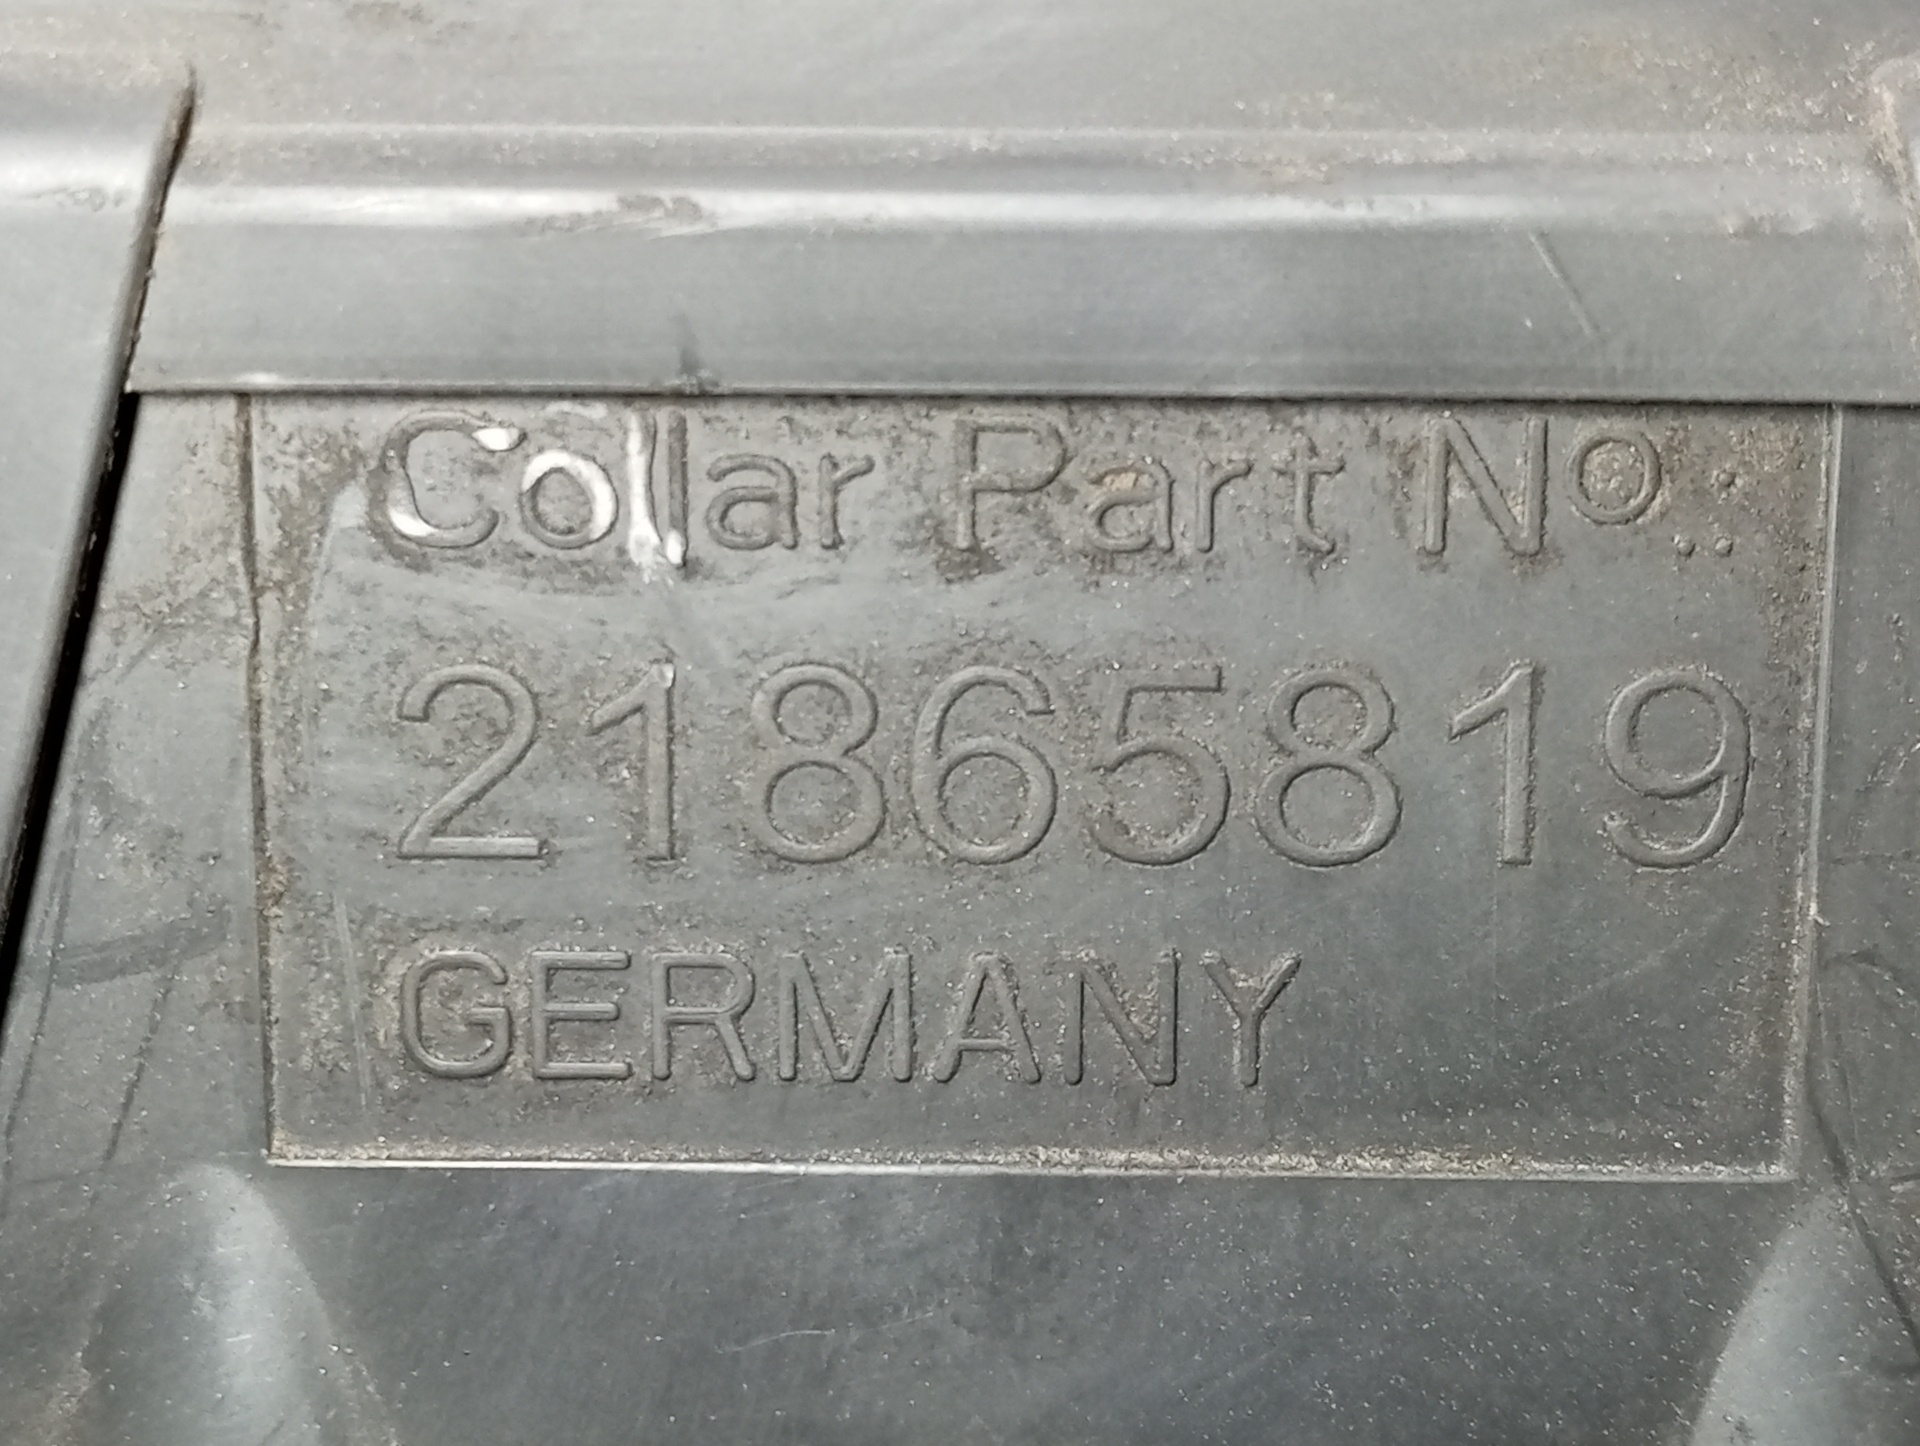 Collar Part Nº.:
21865819
GERMANY